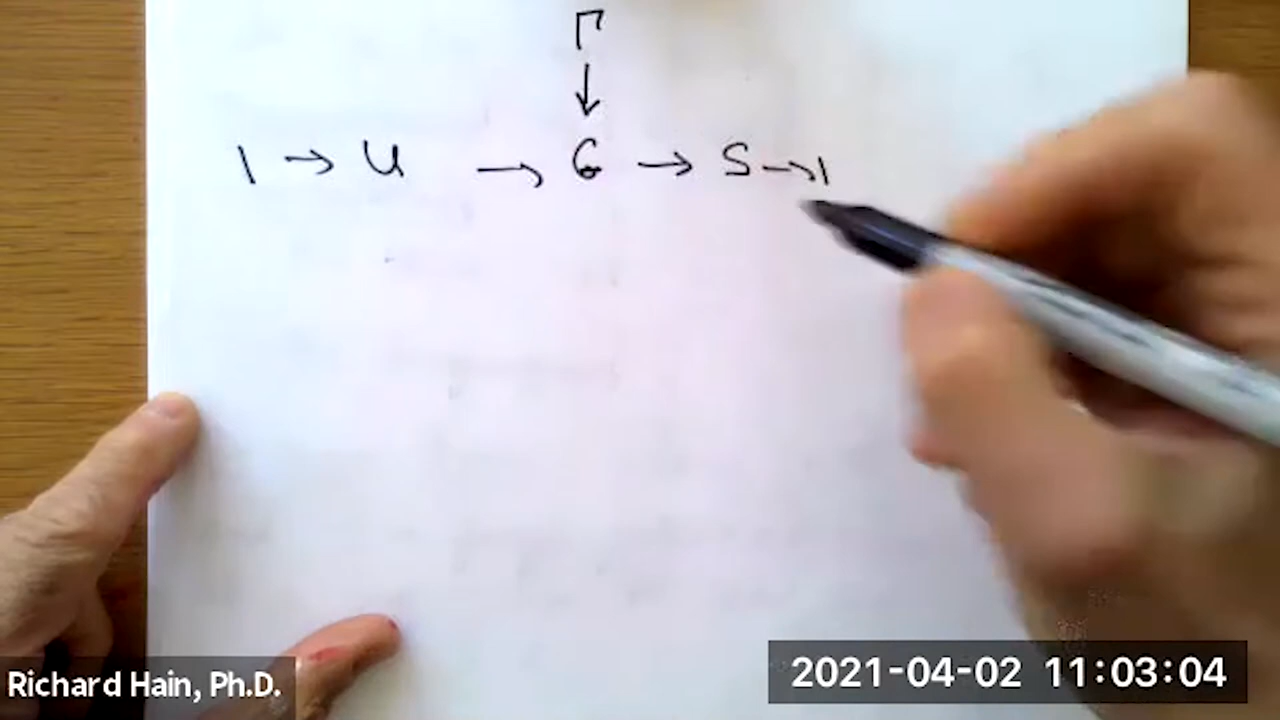 Γ
↓
1 → U → G → S → 1
Richard Hain, Ph.D.
2021-04-02 11:03:04